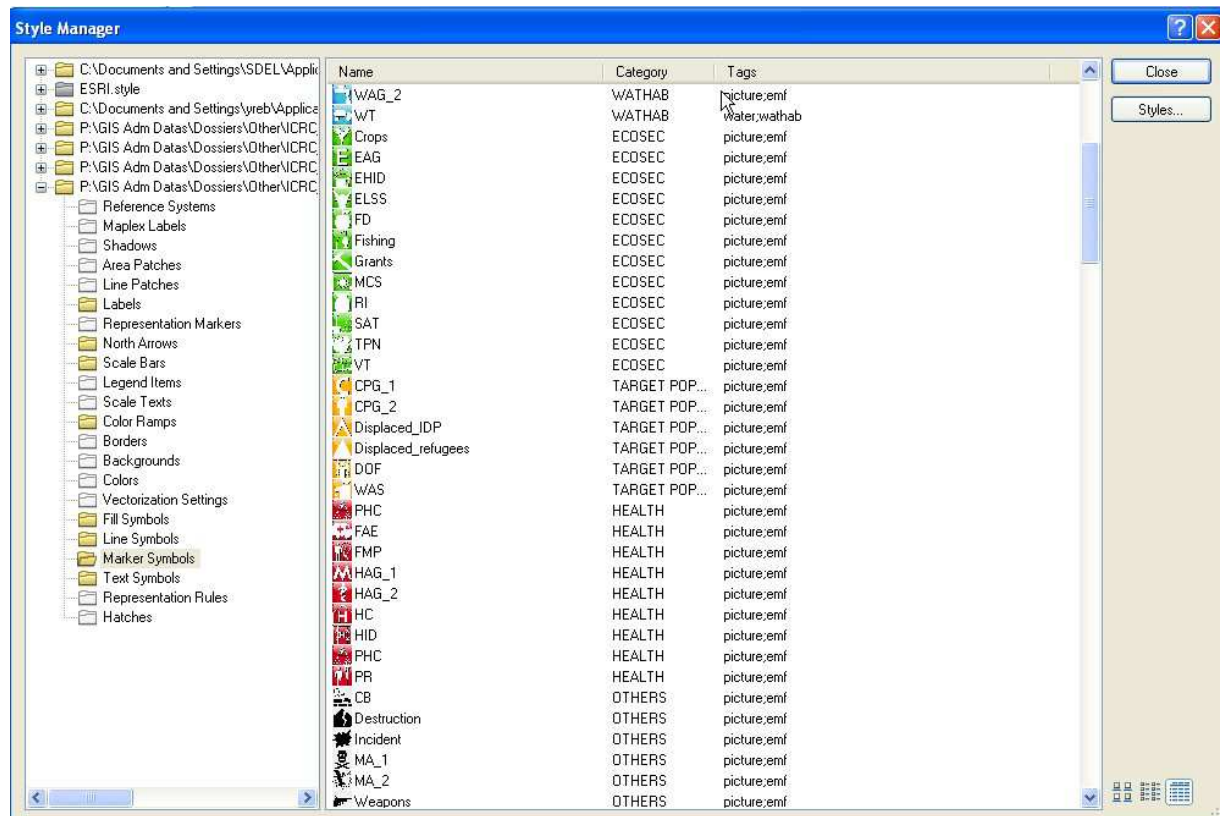 Style Manager
C:\Documents and Settings\SDEL\Applic
ESRI.style
C:\Documents and Settings\yreb\Applica
P:\GIS Adm Datas\Dossiers\Other\ICRC_
P:\GIS Adm Datas\Dossiers\Other\ICRC_
P:\GIS Adm Datas\Dossiers\Other\ICRC_
P:\GIS Adm Datas\Dossiers\Other\ICRC_
Reference Systems
Maplex Labels
Shadows
Area Patches
Line Patches
Labels
Representation Markers
North Arrows
Scale Bars
Legend Items
Scale Texts
Color Ramps
Borders
Backgrounds
Colors
Vectorization Settings
Fill Symbols
Line Symbols
Marker Symbols
Text Symbols
Representation Rules
Hatches
Name Category Tags
WAG_2 WATHAB picture;emf
WT WATHAB water;wathab
Crops ECOSEC picture;emf
EAG ECOSEC picture;emf
EHID ECOSEC picture;emf
ELSS ECOSEC picture;emf
FD ECOSEC picture;emf
Fishing ECOSEC picture;emf
Grants ECOSEC picture;emf
MCS ECOSEC picture;emf
RI ECOSEC picture;emf
SAT ECOSEC picture;emf
TPN ECOSEC picture;emf
VT ECOSEC picture;emf
CPG_1 TARGET POP... picture;emf
CPG_2 TARGET POP... picture;emf
Displaced_IDP TARGET POP... picture;emf
Displaced_refugees TARGET POP... picture;emf
DOF TARGET POP... picture;emf
WAS TARGET POP... picture;emf
PHC HEALTH picture;emf
FAE HEALTH picture;emf
FMP HEALTH picture;emf
HAG_1 HEALTH picture;emf
HAG_2 HEALTH picture;emf
HC HEALTH picture;emf
HID HEALTH picture;emf
PHC HEALTH picture;emf
PR HEALTH picture;emf
CB OTHERS picture;emf
Destruction OTHERS picture;emf
Incident OTHERS picture;emf
MA_1 OTHERS picture;emf
MA_2 OTHERS picture;emf
Weapons OTHERS picture;emf
Close
Styles...